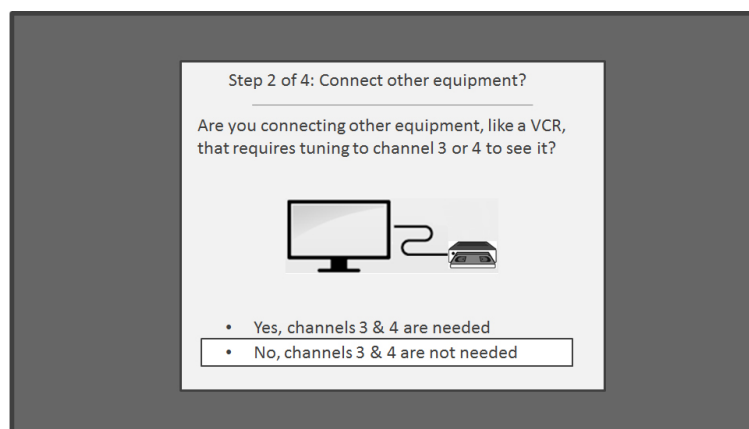 Step 2 of 4: Connect other equipment?
Are you connecting other equipment, like a VCR,
that requires tuning to channel 3 or 4 to see it?
• Yes, channels 3 & 4 are needed
• No, channels 3 & 4 are not needed